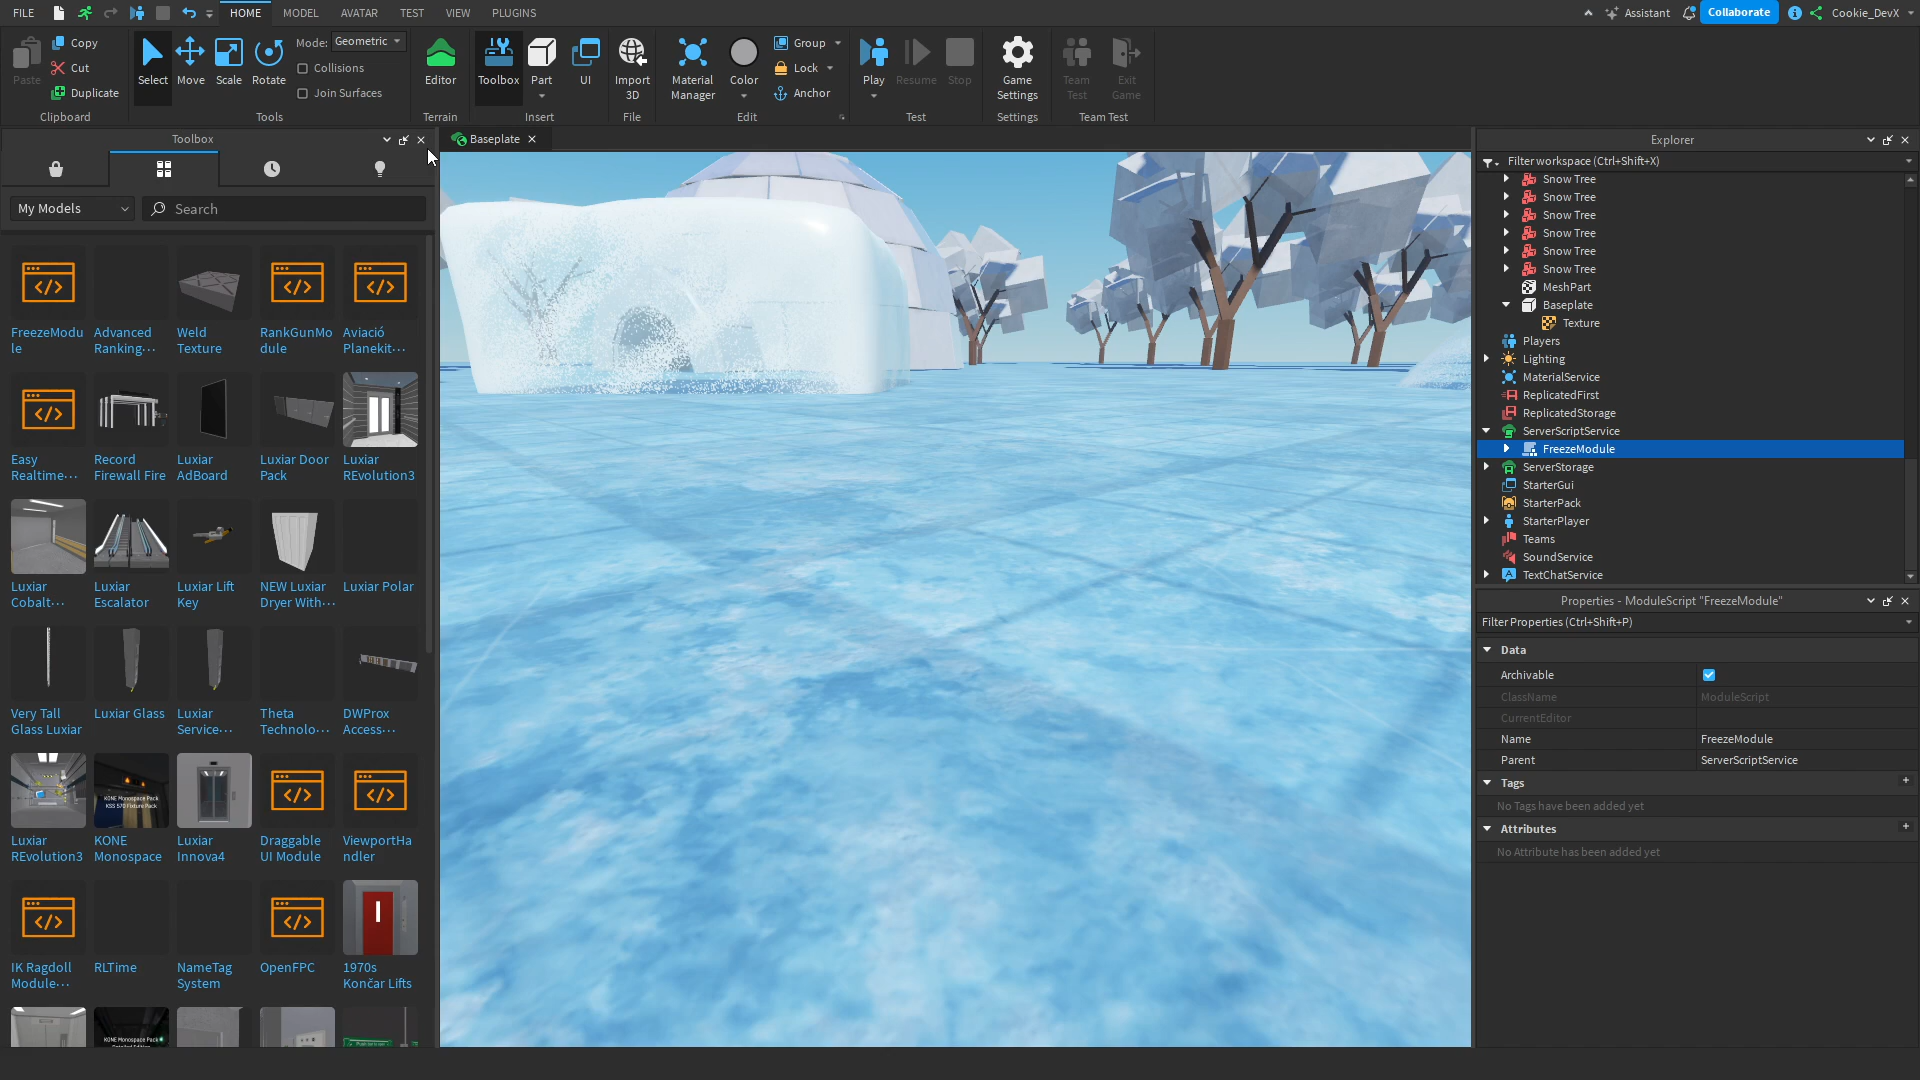 FILE HOME MODEL AVATAR TEST VIEW PLUGINS Assistant Collaborate Cookie_DevX
Paste
Copy
Cut
Duplicate
Clipboard
Select Move Scale Rotate
Mode: Geometric
Collisions
Join Surfaces
Tools
Editor
Terrain
Toolbox Part UI
Insert
Import
3D
File
Material
Manager
Color
Group
Lock
Anchor
Edit
Play Resume Stop
Test
Game
Settings
Settings
Team
Test
Exit
Game
Team Test
Toolbox
My Models Search
FreezeModu
le
Advanced
Ranking...
Weld
Texture
RankGunMo
dule
Aviació
Planekit...
Easy
Realtime...
Record
Firewall Fire
Luxiar
AdBoard
Luxiar Door
Pack
Luxiar
REvolution3
Luxiar
Cobalt...
Luxiar
Escalator
Luxiar Lift
Key
NEW Luxiar
Dryer With...
Luxiar Polar
Very Tall
Glass Luxiar
Luxiar Glass
Luxiar
Service...
Theta
Technolo...
DWProx
Access...
KONE Monospace Pack
KSS 570 Fixture Pack
Luxiar
REvolution3
KONE
Monospace
Luxiar
Innova4
Draggable
UI Module
ViewportHa
ndler
IK Ragdoll
Module...
RLTime
NameTag
System
OpenFPC
1970s
Končar Lifts
KONE Monospace Pack
Baseplate
Explorer
Filter workspace (Ctrl+Shift+X)
Snow Tree
Snow Tree
Snow Tree
Snow Tree
Snow Tree
Snow Tree
MeshPart
Baseplate
Texture
Players
Lighting
MaterialService
ReplicatedFirst
ReplicatedStorage
ServerScriptService
FreezeModule
ServerStorage
StarterGui
StarterPack
StarterPlayer
Teams
SoundService
TextChatService
Properties - ModuleScript "FreezeModule"
Filter Properties (Ctrl+Shift+P)
Data
Archivable
ClassName ModuleScript
CurrentEditor
Name FreezeModule
Parent ServerScriptService
Tags
No Tags have been added yet
Attributes
No Attribute has been added yet